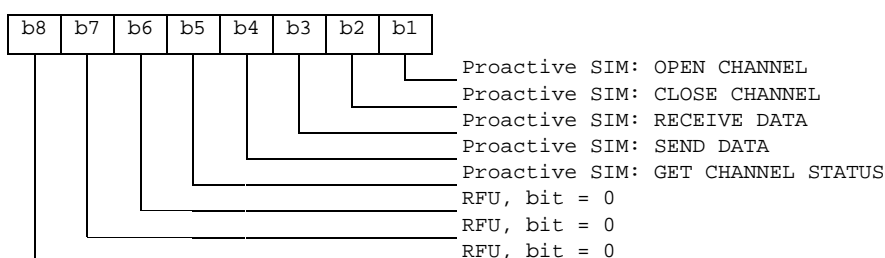 b8 b7 b6 b5 b4 b3 b2 b1
Proactive SIM: OPEN CHANNEL
Proactive SIM: CLOSE CHANNEL
Proactive SIM: RECEIVE DATA
Proactive SIM: SEND DATA
Proactive SIM: GET CHANNEL STATUS
RFU, bit = 0
RFU, bit = 0
RFU, bit = 0